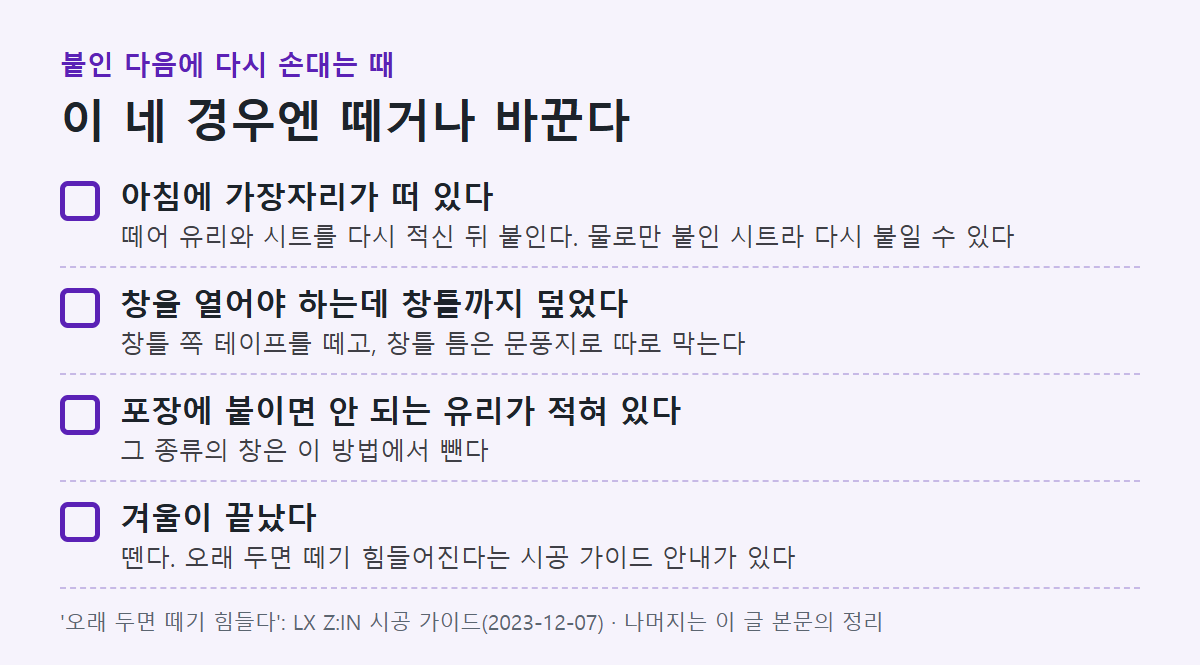 붙인 다음에 다시 손대는 때
이 네 경우엔 떼거나 바꾼다
아침에 가장자리가 떠 있다
떼어 유리와 시트를 다시 적신 뒤 붙인다. 물로만 붙인 시트라 다시 붙일 수 있다
창을 열어야 하는데 창틀까지 덮었다
창틀 쪽 테이프를 떼고, 창틀 틈은 문풍지로 따로 막는다
포장에 붙이면 안 되는 유리가 적혀 있다
그 종류의 창은 이 방법에서 뺀다
겨울이 끝났다
뗀다. 오래 두면 떼기 힘들어진다는 시공 가이드 안내가 있다
'오래 두면 떼기 힘들다': LX Z:IN 시공 가이드(2023-12-07) · 나머지는 이 글 본문의 정리